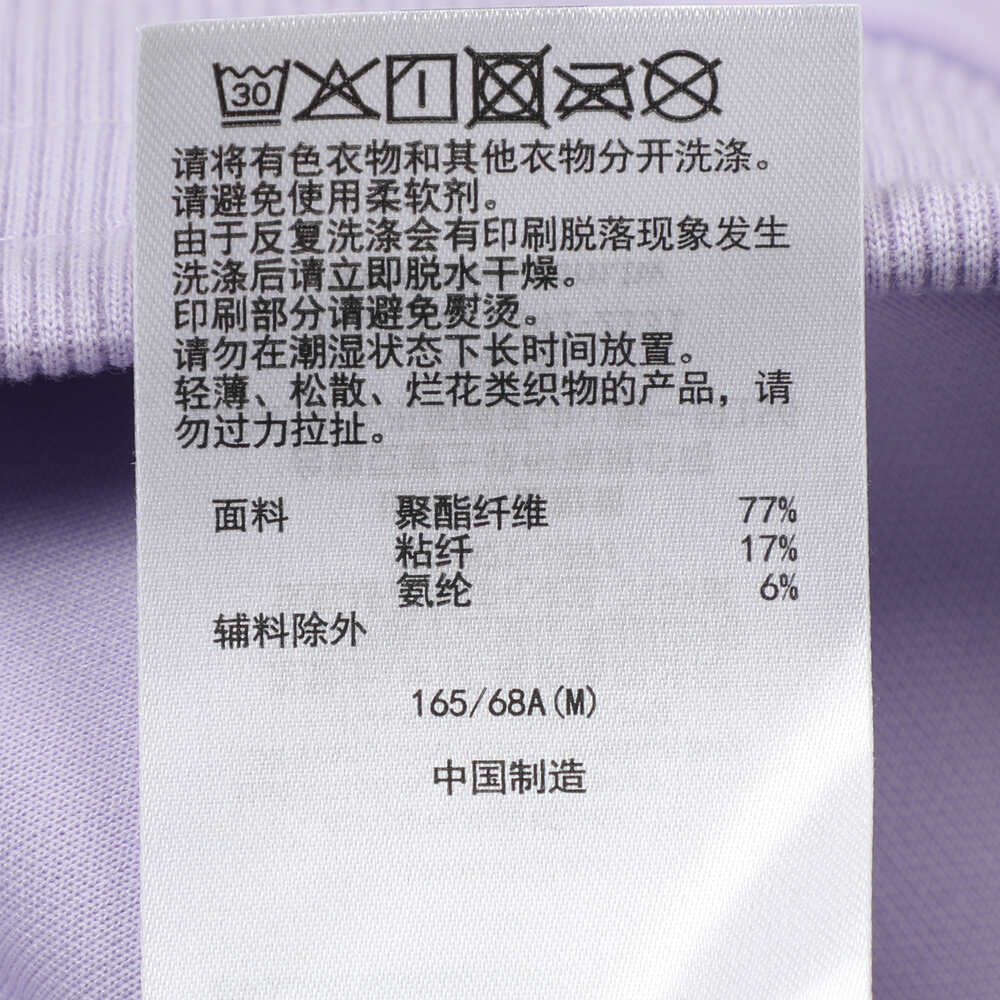 30
请将有色衣物和其他衣物分开洗涤。
请避免使用柔软剂。
由于反复洗涤会有印刷脱落现象发生
洗涤后请立即脱水干燥。
印刷部分请避免熨烫。
请勿在潮湿状态下长时间放置。
轻薄、松散、烂花类织物的产品，请
勿过力拉扯。
面料 聚酯纤维 77%
粘纤 17%
氨纶 6%
辅料除外
165/68A(M)
中国制造